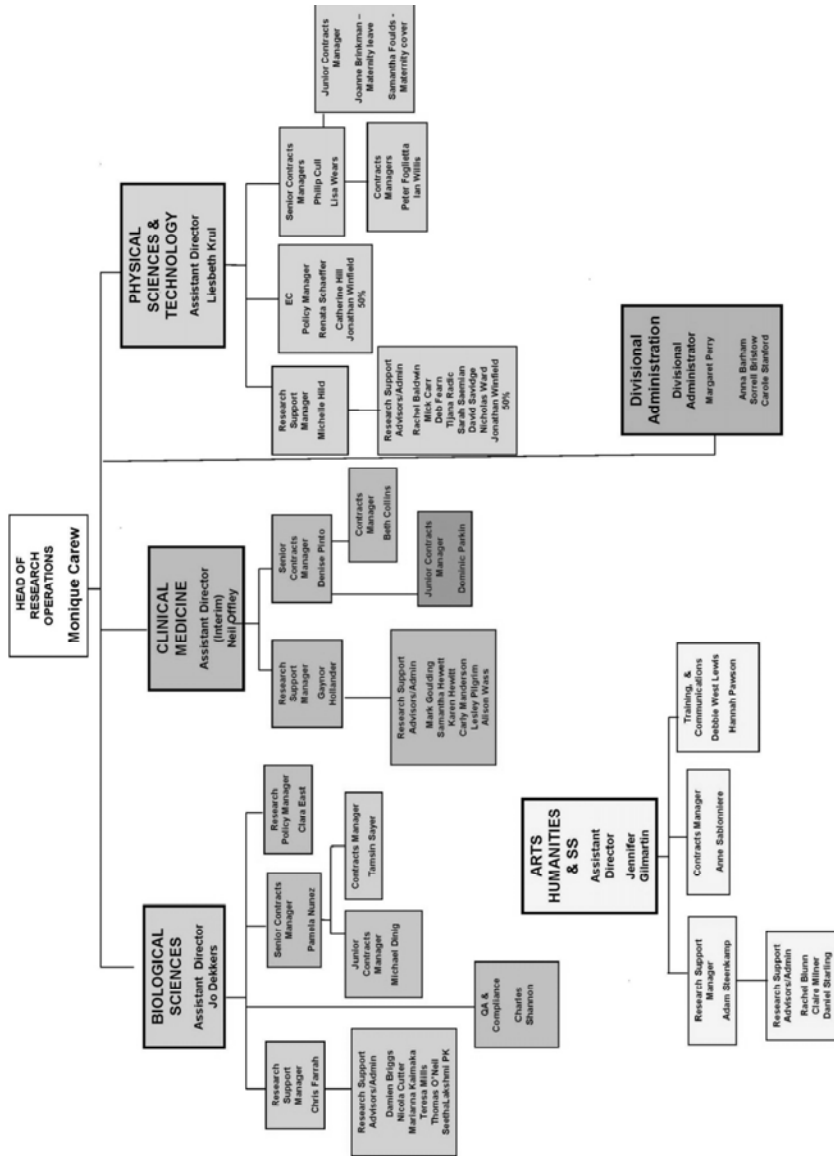 HEAD OF
RESEARCH
OPERATIONS
Monique Carew
BIOLOGICAL
SCIENCES
Assistant Director
Jo Dekkers
Research
Support
Manager
Chris Farrah
Research Support
Advisors/Admin
Damien Briggs
Nicola Cutter
Marianna Kaimaka
Teresa Mills
Thomas O'Neil
SeethaLakshmi PK
QA &
Compliance
Charles
Shannon
Senior Contracts
Manager
Pamela Nunez
Junior
Contracts
Manager
Michael Dinig
Contracts Manager
Tamsin Sayer
Research
Policy Manager
Clara East
CLINICAL
MEDICINE
Assistant Director
(Interim)
Neil Offley
Research
Support
Manager
Gaynor
Hollander
Research Support
Advisors/Admin
Mark Goulding
Samantha Hewett
Karen Hewitt
Carly Manderson
Lesley Pilgrim
Alison Wass
Senior
Contracts
Manager
Denise Pinto
Junior Contracts
Manager
Dominic Parkin
Contracts
Manager
Beth Collins
PHYSICAL
SCIENCES &
TECHNOLOGY
Assistant Director
Liesbeth Krul
Research
Support
Manager
Michelle Hild
Research Support
Advisors/Admin
Rachel Baldwin
Mick Carr
Deb Fearn
Tijana Radic
Sarah Saemian
David Savidge
Nicholas Ward
Jonathan Winfield
50%
EC
Policy Manager
Renata Schaeffer
Catherine Hill
Jonathan Winfield
50%
Senior Contracts
Managers
Philip Cull
Lisa Wears
Contracts
Managers
Peter Foglietta
Ian Willis
Junior Contracts
Manager
Joanne Brinkman –
Maternity leave
Samantha Foulds -
Maternity cover
ARTS
HUMANITIES
& SS
Assistant
Director
Jennifer
Gilmartin
Research Support
Manager
Adam Steenkamp
Research Support
Advisors/Admin
Rachel Blunn
Claire Milner
Daniel Starling
Contracts Manager
Anne Sablonniere
Training, &
Communications
Debbie West Lewis
Hannah Pawson
Divisional
Administration
Divisional
Administrator
Margaret Perry
Anna Barham
Sorrell Bristow
Carole Stanford